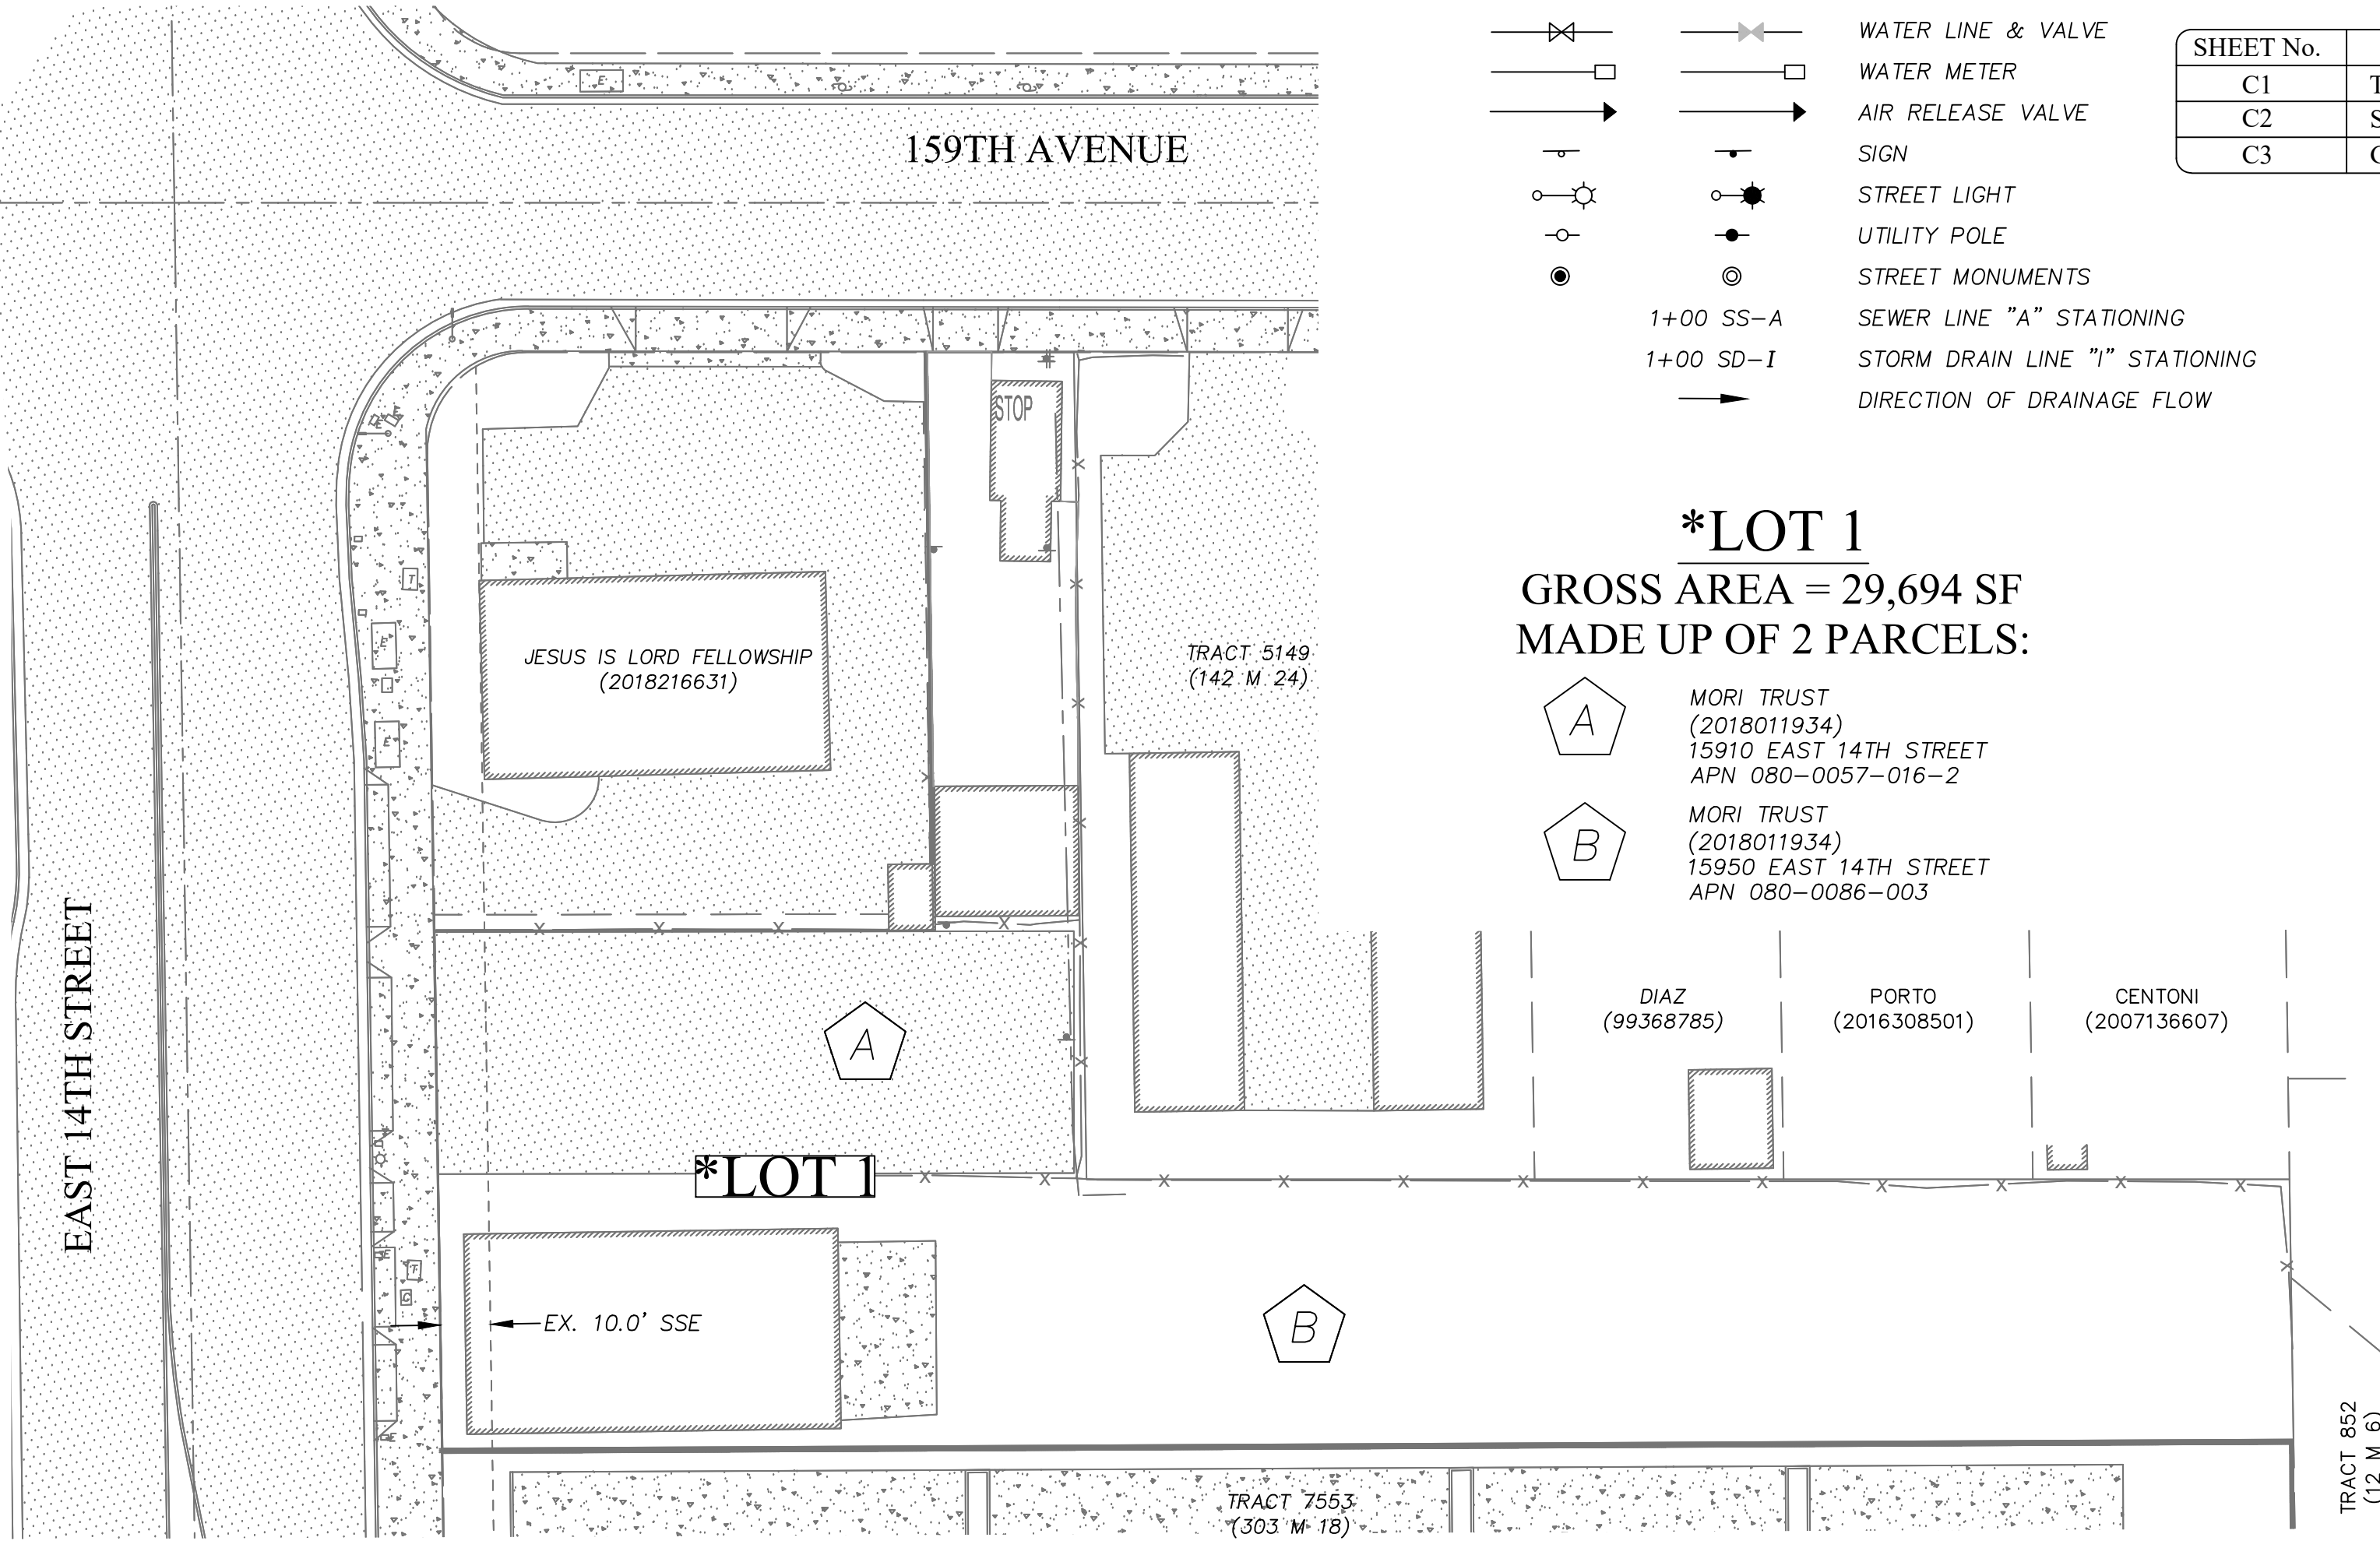 159TH AVENUE
WATER LINE & VALVE
WATER METER
AIR RELEASE VALVE
SIGN
STREET LIGHT
UTILITY POLE
STREET MONUMENTS
1+00 SS-A SEWER LINE "A" STATIONING
1+00 SD-I STORM DRAIN LINE "I" STATIONING
DIRECTION OF DRAINAGE FLOW
SHEET No.
C1 T
C2 S
C3
STOP
*LOT 1
GROSS AREA = 29,694 SF
MADE UP OF 2 PARCELS:
A
MORI TRUST
(2018011934)
15910 EAST 14TH STREET
APN 080-0057-016-2
B
MORI TRUST
(2018011934)
15950 EAST 14TH STREET
APN 080-0086-003
JESUS IS LORD FELLOWSHIP
(2018216631)
TRACT 5149
(142 M 24)
EAST 14TH STREET
DIAZ
(99368785)
PORTO
(2016308501)
CENTONI
(2007136607)
A
*LOT 1
EX. 10.0' SSE
B
TRACT 7553
(303 M 18)
TRACT 852
(12 M 6)
E
T
E
E
T
G